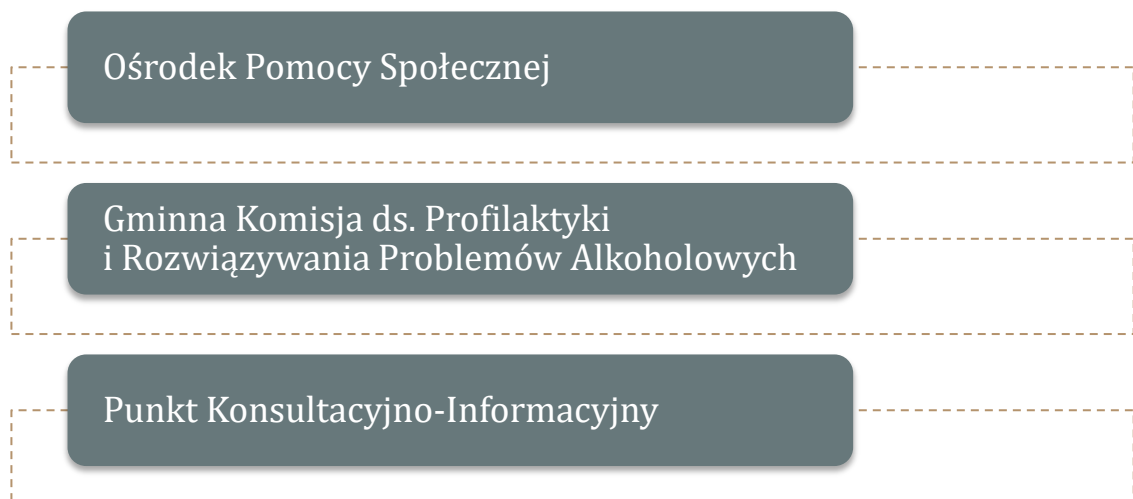 Ośrodek Pomocy Społecznej
Gminna Komisja ds. Profilaktyki
i Rozwiązywania Problemów Alkoholowych
Punkt Konsultacyjno-Informacyjny